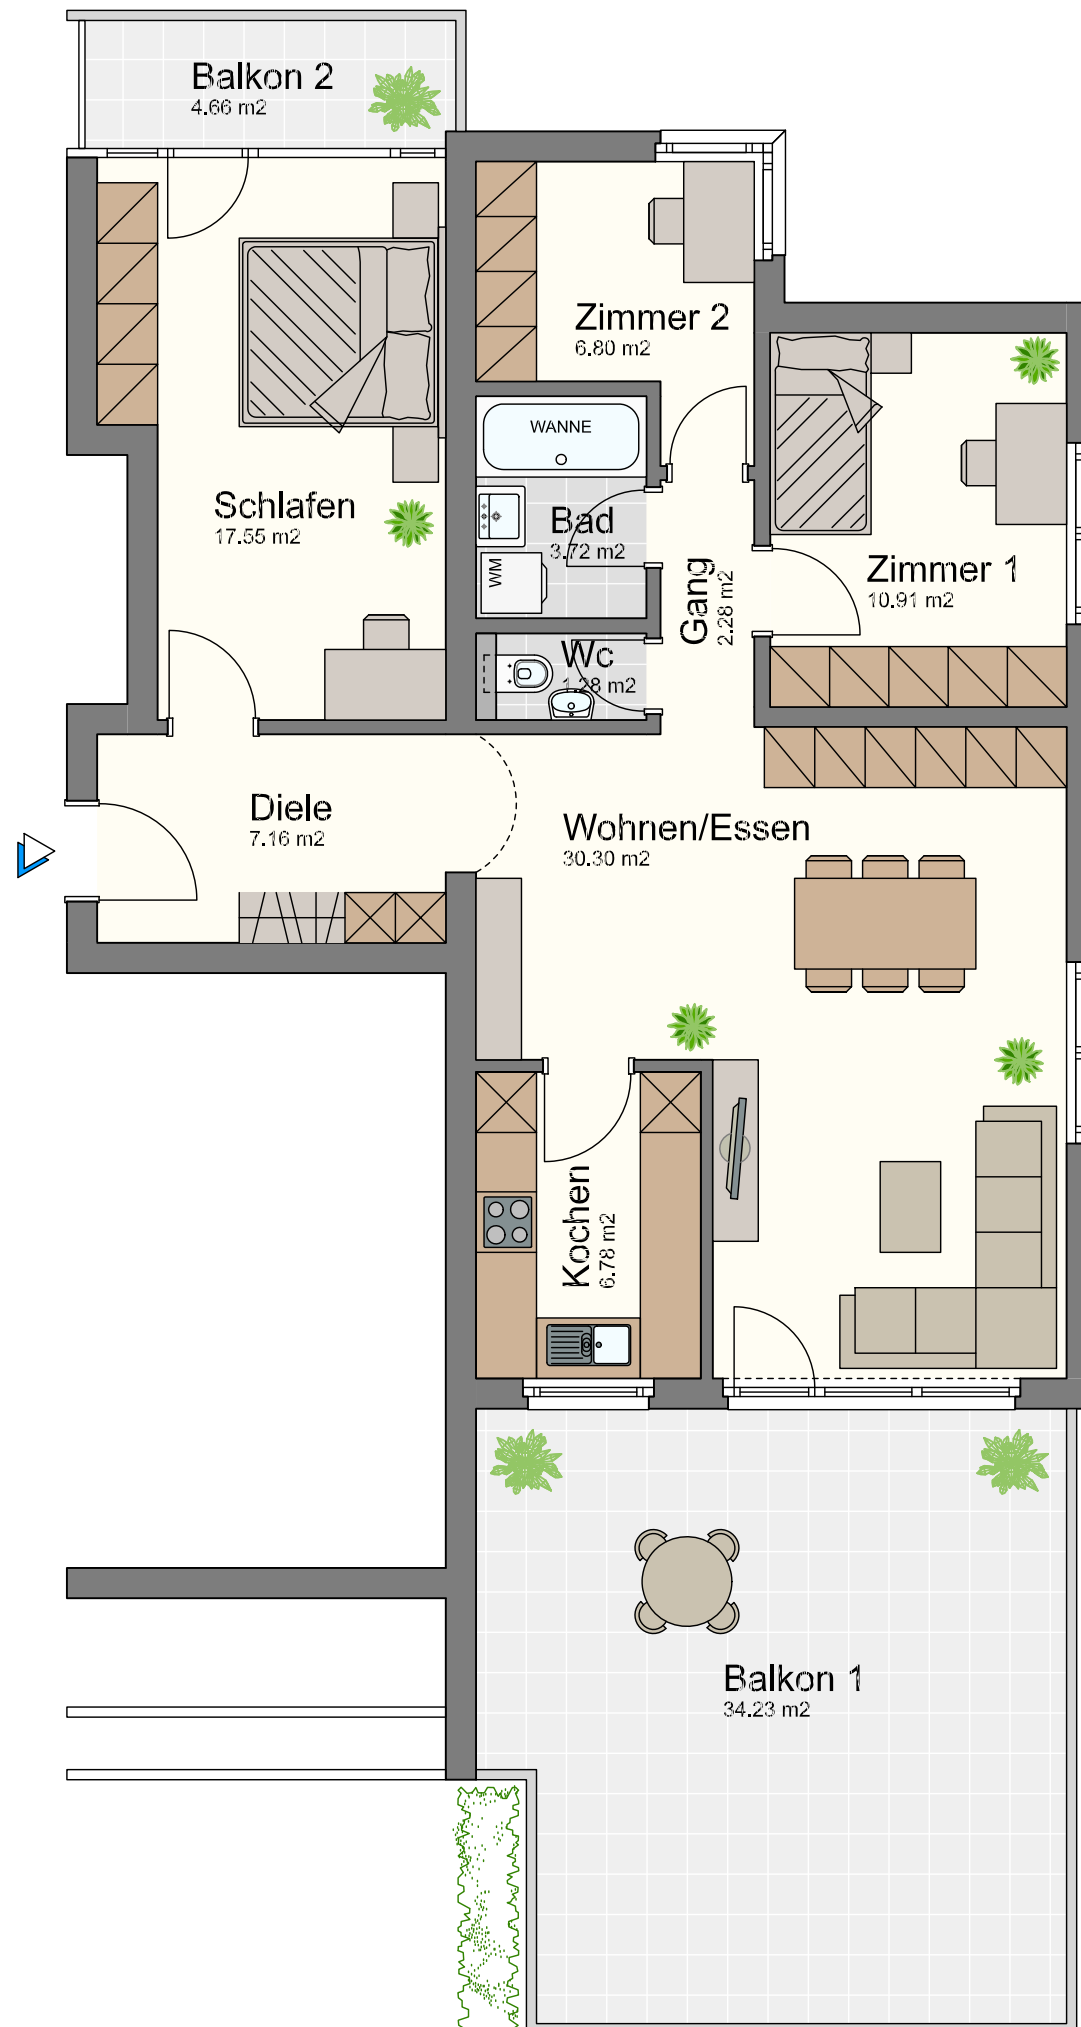 Balkon 2
4.66 m2
Zimmer 2
6.80 m2
WANNE
Schlafen
17.55 m2
Bad
3.72 m2
WM
Gang
2.28 m2
Zimmer 1
10.91 m2
Wc
1.28 m2
Diele
7.16 m2
Wohnen/Essen
30.30 m2
Kochen
6.78 m2
Balkon 1
34.23 m2